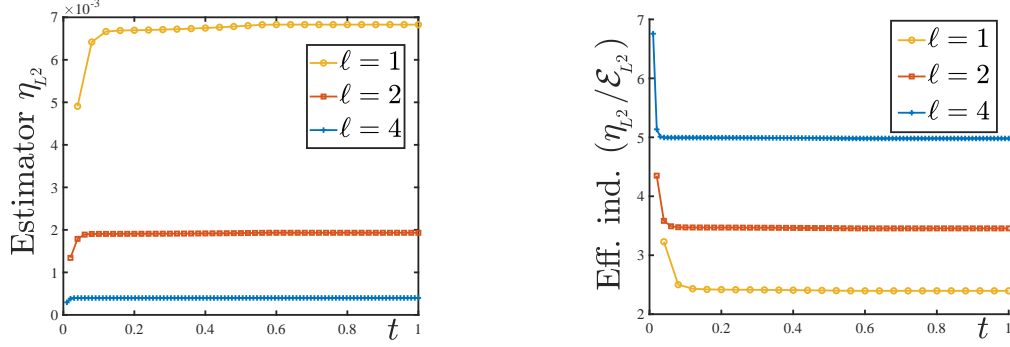 ×10⁻³
7
6
5
4
3
2
1
0
0
0.2
0.4
0.6
0.8
1
t
Estimator η_{L²}
ℓ = 1
ℓ = 2
ℓ = 4
7
6
5
4
3
2
0
0.2
0.4
0.6
0.8
1
t
Eff. ind. (η_{L²}/ℰ_{L²})
ℓ = 1
ℓ = 2
ℓ = 4